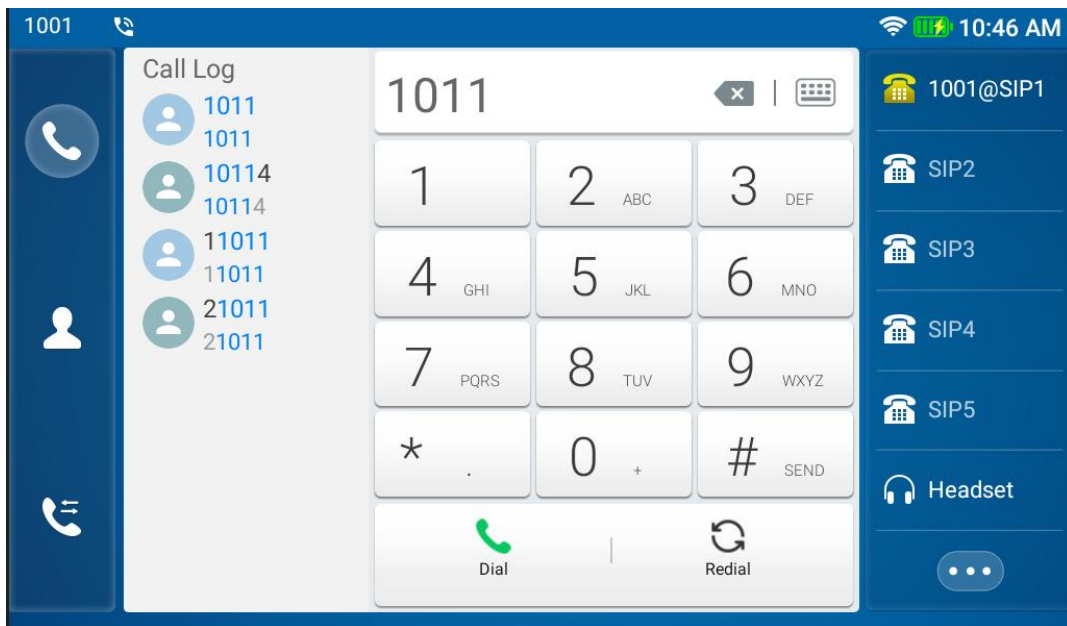 1001
10:46 AM
Call Log
1011
1011
10114
10114
11011
11011
21011
21011
1011
1
2 ABC
3 DEF
4 GHI
5 JKL
6 MNO
7 PQRS
8 TUV
9 WXYZ
* .
0 +
# SEND
Dial
Redial
1001@SIP1
SIP2
SIP3
SIP4
SIP5
Headset